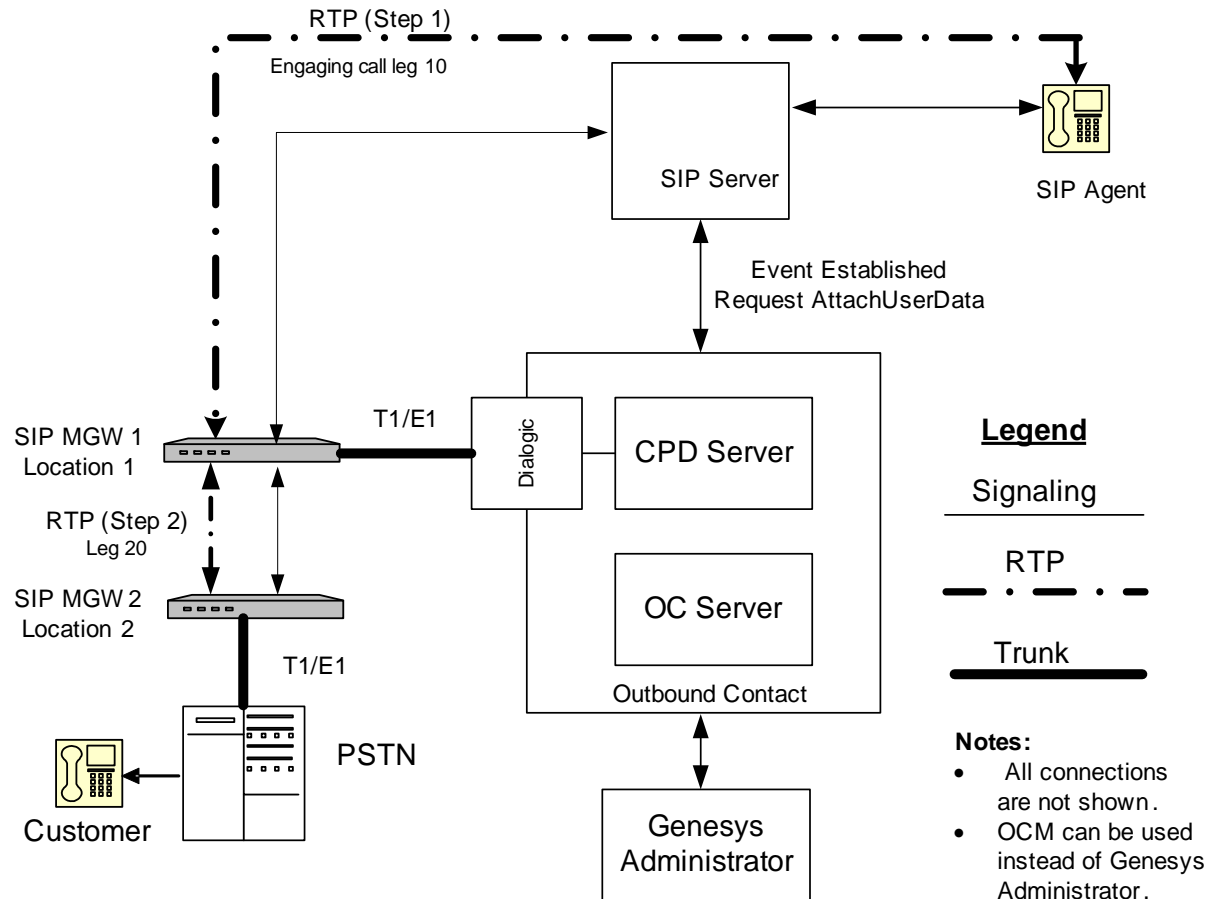 RTP (Step 1)
Engaging call leg 10
SIP Server
SIP Agent
Event Established
Request AttachUserData
T1/E1
SIP MGW 1
Location 1
Dialogic
CPD Server
RTP (Step 2)
Leg 20
SIP MGW 2
Location 2
OC Server
T1/E1
Outbound Contact
PSTN
Customer
Genesys
Administrator
Legend
Signaling
RTP
Trunk
Notes:
• All connections
are not shown.
• OCM can be used
instead of Genesys
Administrator.